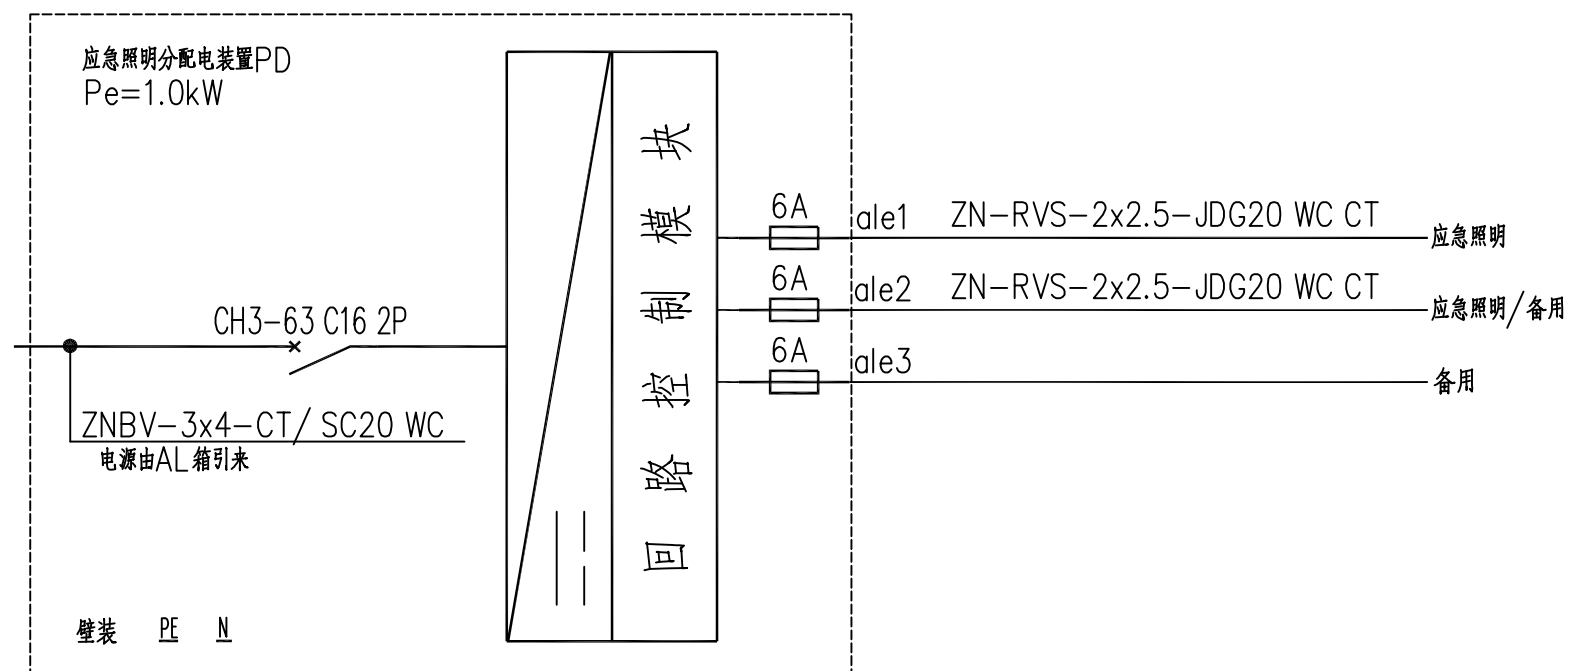 应急照明分配电装置PD
Pe=1.0kW
CH3-63 C16 2P
ZNBV-3x4-CT/ SC20 WC
电源由AL箱引来
壁装 PE N
回路控制模块
6A ale1 ZN-RVS-2x2.5-JDG20 WC CT 应急照明
6A ale2 ZN-RVS-2x2.5-JDG20 WC CT 应急照明/备用
6A ale3 备用